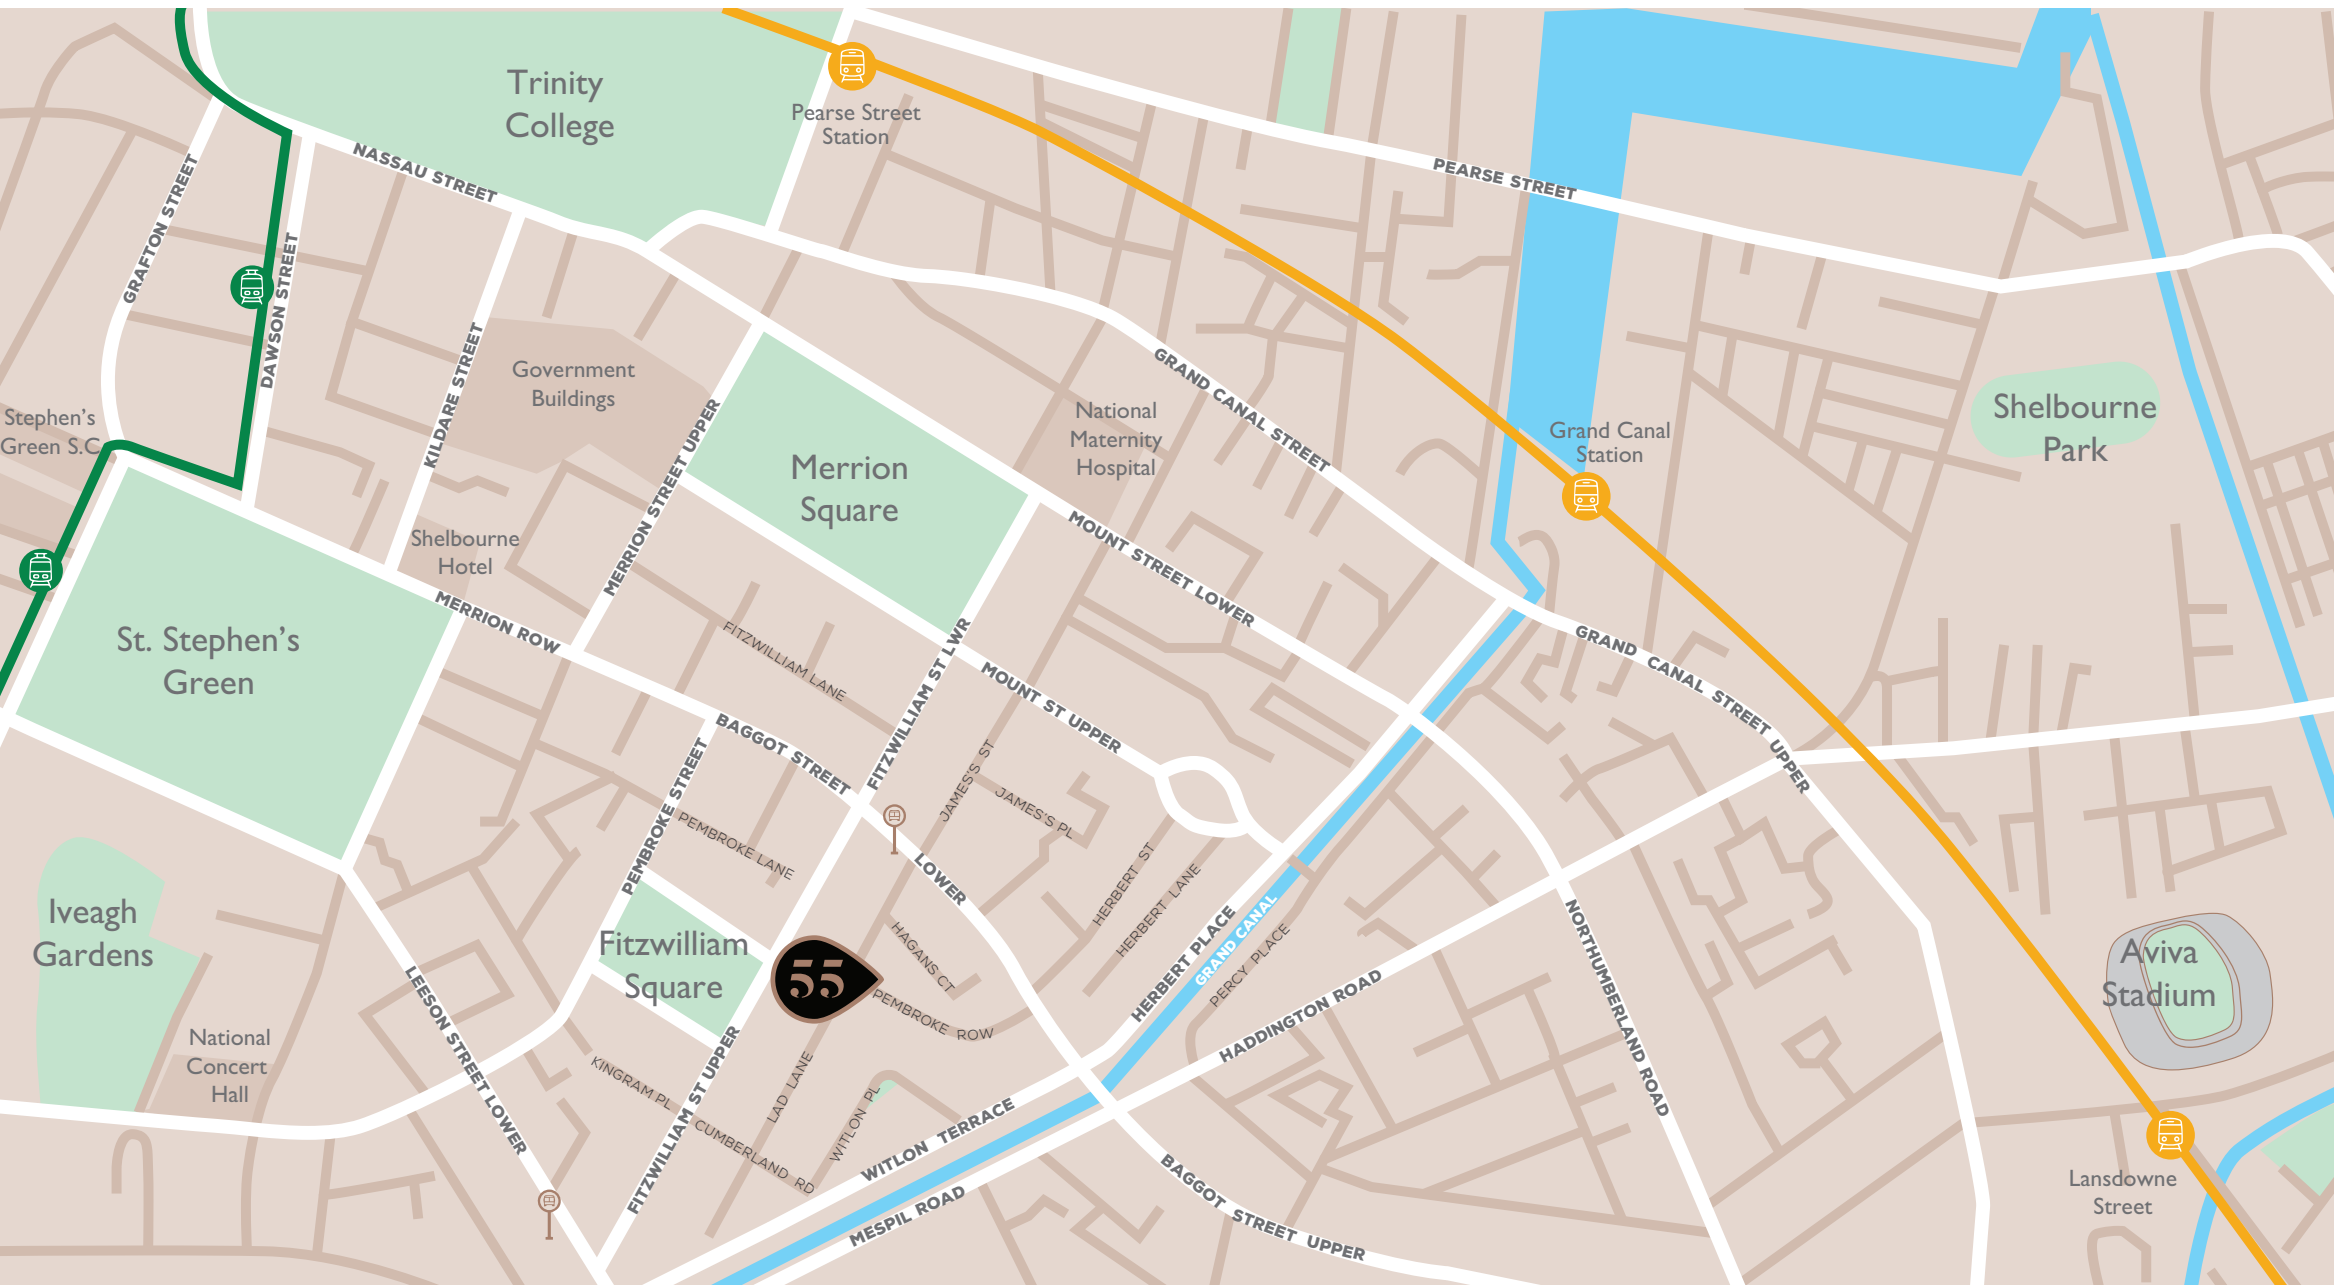 Trinity
College
Pearse Street
Station
NASSAU STREET
PEARSE STREET
GRAFTON STREET
DAWSON STREET
KILDARE STREET
Government
Buildings
MERRION STREET UPPER
Stephen's
Green S.C
Merrion
Square
National
Maternity
Hospital
GRAND CANAL STREET
Grand Canal
Station
Shelbourne
Park
Shelbourne
Hotel
MERRION ROW
MOUNT STREET LOWER
St. Stephen's
Green
FITZWILLIAM LANE
FITZWILLIAM ST LWR
MOUNT ST UPPER
GRAND CANAL STREET UPPER
BAGGOT STREET
LOWER
PEMBROKE STREET
PEMBROKE LANE
JAMES'S ST
JAMES'S PL
HERBERT ST
HERBERT LANE
HERBERT PLACE
GRAND CANAL
PERCY PLACE
HADDINGTON ROAD
NORTHUMBERLAND ROAD
Iveagh
Gardens
Fitzwilliam
Square
55
HAGANS CT
PEMBROKE ROW
Aviva
Stadium
National
Concert
Hall
LEESON STREET LOWER
KINGRAM PL
CUMBERLAND RD
FITZWILLIAM ST UPPER
LAD LANE
WITLON PL
WITLON TERRACE
MESPIL ROAD
BAGGOT STREET UPPER
Lansdowne
Street